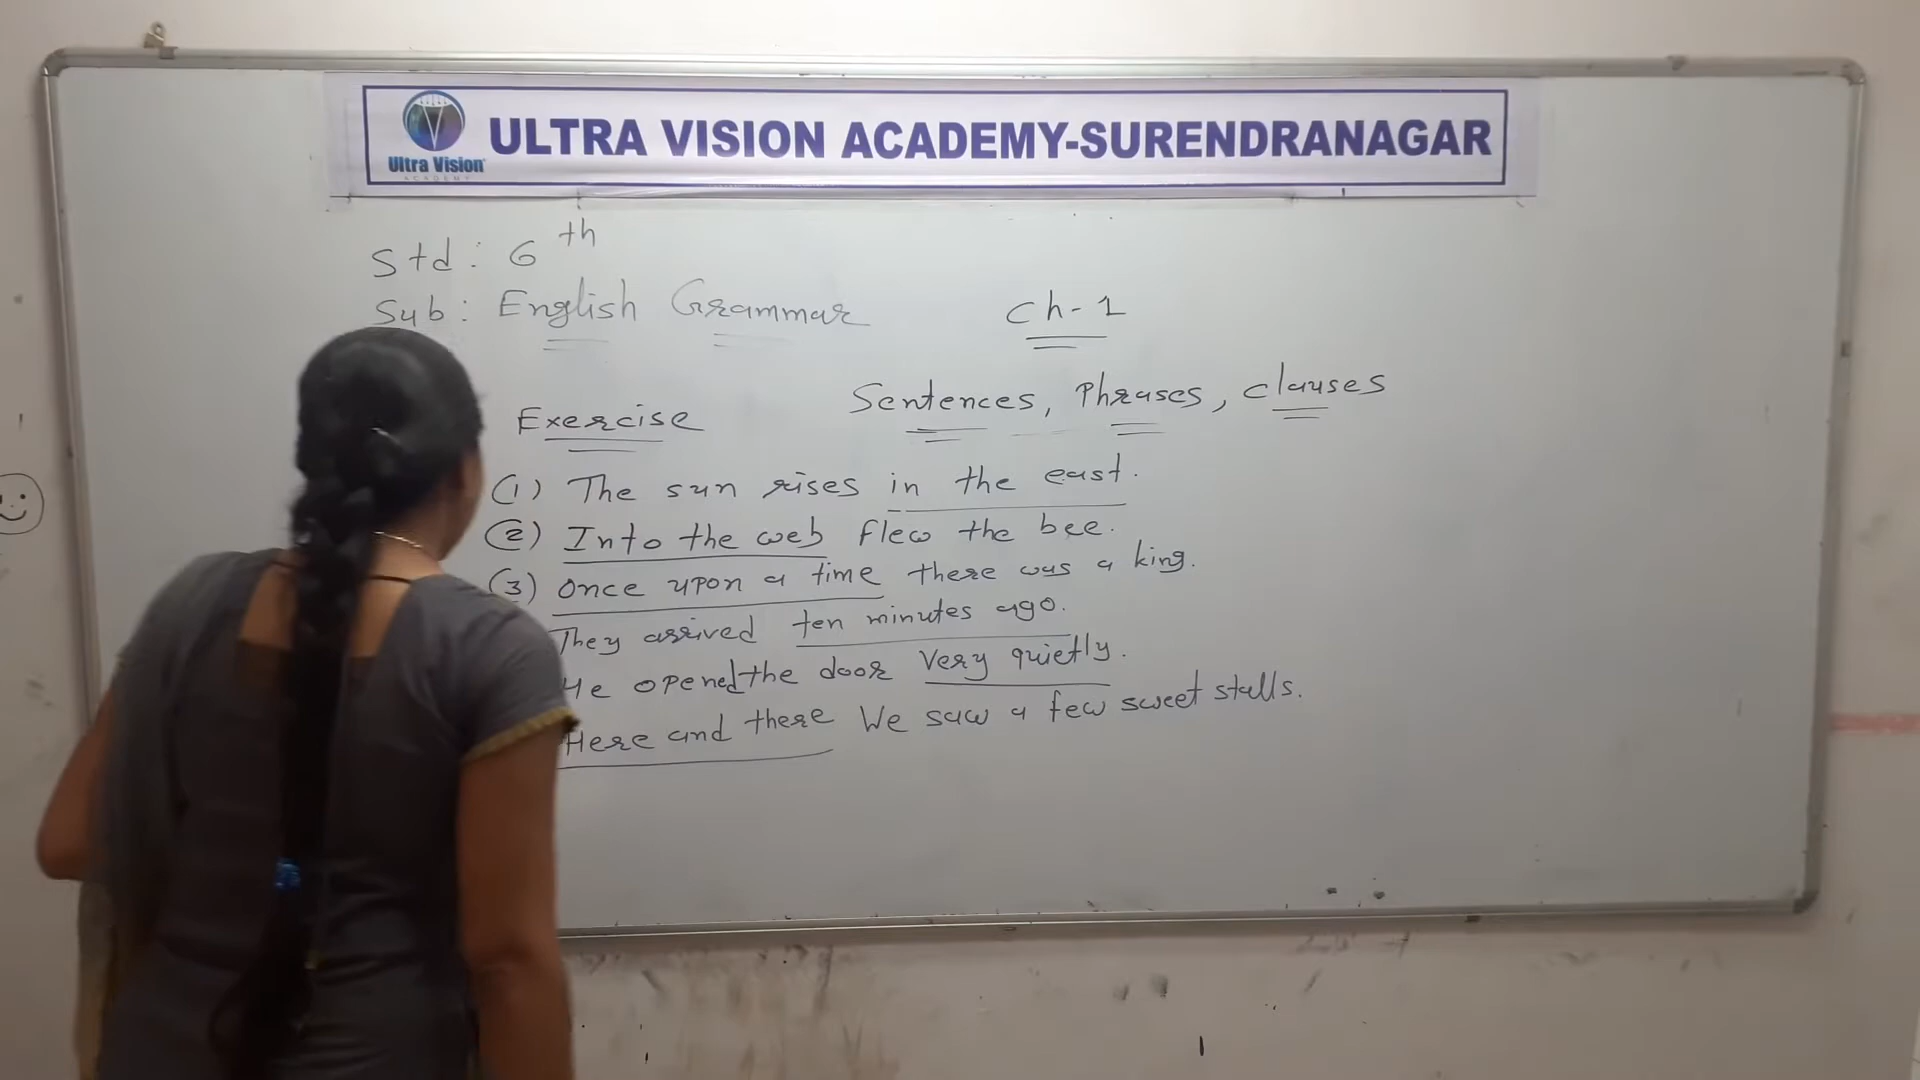 ULTRA VISION ACADEMY-SURENDRANAGAR
Ultra Vision
ACADEMY
Std: 6th
Sub: English Grammar
Ch-1
Sentences, Phrases, clauses
Exercise
(1) The sun rises in the east.
(2) Into the web flew the bee.
(3) Once upon a time there was a king.
They arrived ten minutes ago.
He opened the door very quietly.
Here and there We saw a few sweet stalls.